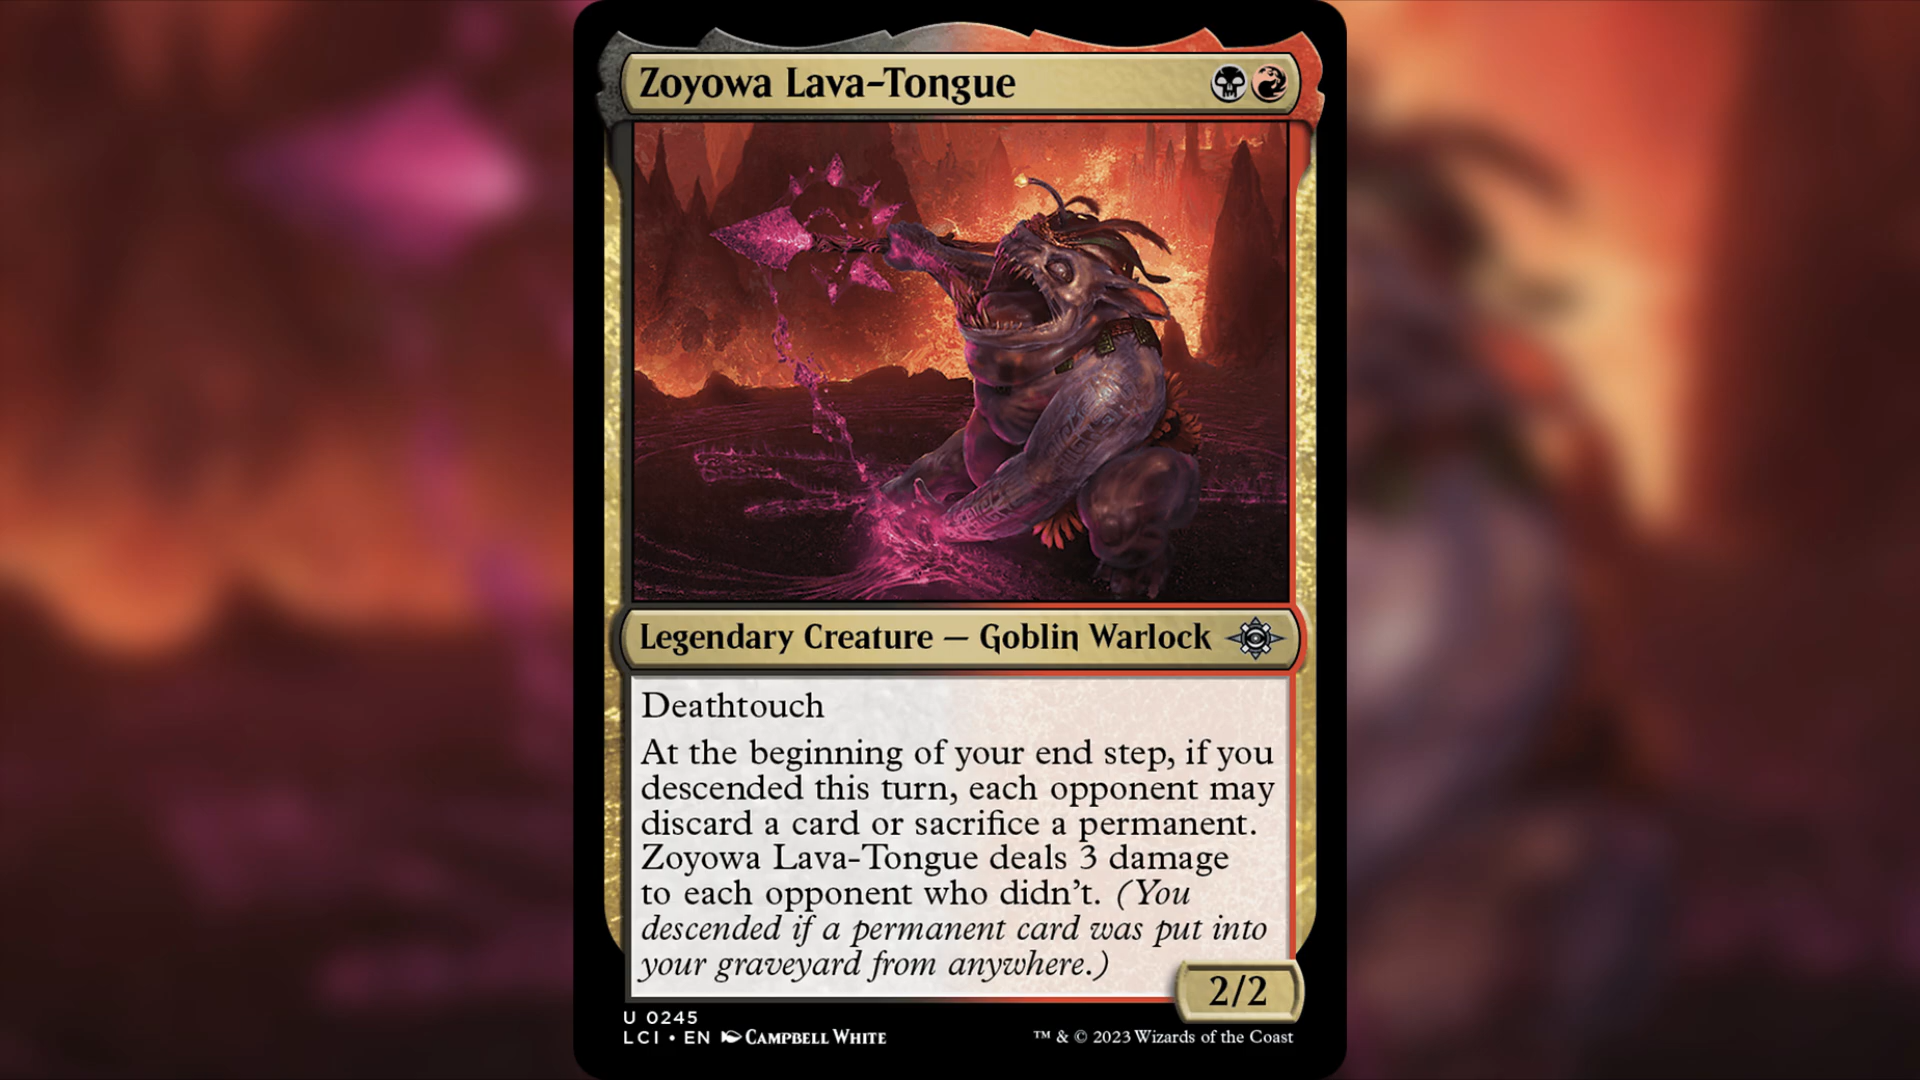 Zoyowa Lava-Tongue
Legendary Creature — Goblin Warlock
Deathtouch
At the beginning of your end step, if you
descended this turn, each opponent may
discard a card or sacrifice a permanent.
Zoyowa Lava-Tongue deals 3 damage
to each opponent who didn't. (You
descended if a permanent card was put into
your graveyard from anywhere.)
2/2
U 0245
LCI • EN Campbell White
™ & © 2023 Wizards of the Coast